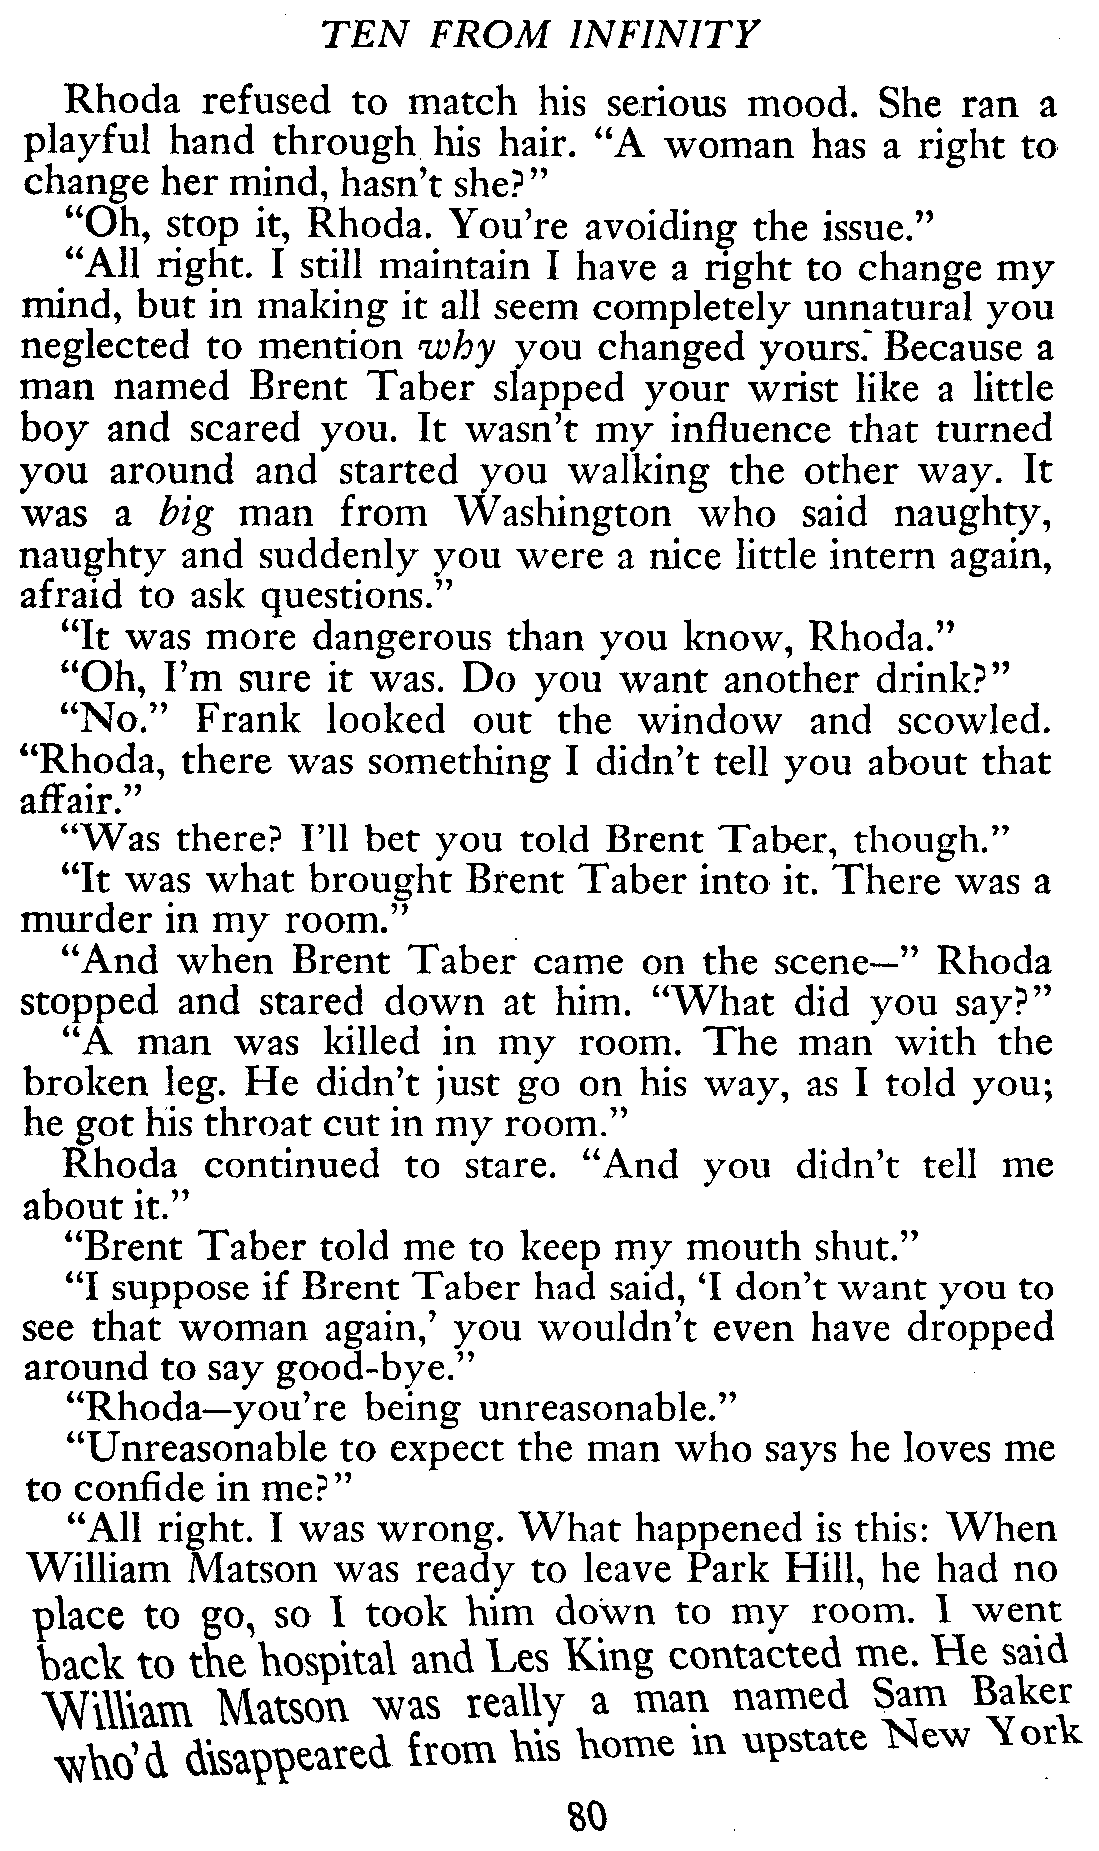 TEN FROM INFINITY
Rhoda refused to match his serious mood. She ran a
playful hand through his hair. “A woman has a right to
change her mind, hasn't she?”
“Oh, stop it, Rhoda. You're avoiding the issue.”
“All right. I still maintain I have a right to change my
mind, but in making it all seem completely unnatural you
neglected to mention why you changed yours. Because a
man named Brent Taber slapped your wrist like a little
boy and scared you. It wasn't my influence that turned
you around and started you walking the other way. It
was a big man from Washington who said naughty,
naughty and suddenly you were a nice little intern again,
afraid to ask questions.”
“It was more dangerous than you know, Rhoda.”
“Oh, I'm sure it was. Do you want another drink?”
“No.” Frank looked out the window and scowled.
“Rhoda, there was something I didn't tell you about that
affair.”
“Was there? I'll bet you told Brent Taber, though.”
“It was what brought Brent Taber into it. There was a
murder in my room.”
“And when Brent Taber came on the scene—” Rhoda
stopped and stared down at him. “What did you say?”
“A man was killed in my room. The man with the
broken leg. He didn't just go on his way, as I told you;
he got his throat cut in my room.”
Rhoda continued to stare. “And you didn't tell me
about it.”
“Brent Taber told me to keep my mouth shut.”
“I suppose if Brent Taber had said, ‘I don't want you to
see that woman again,’ you wouldn't even have dropped
around to say good-bye.”
“Rhoda—you're being unreasonable.”
“Unreasonable to expect the man who says he loves me
to confide in me?”
“All right. I was wrong. What happened is this: When
William Matson was ready to leave Park Hill, he had no
place to go, so I took him down to my room. I went
back to the hospital and Les King contacted me. He said
William Matson was really a man named Sam Baker
who'd disappeared from his home in upstate New York
80